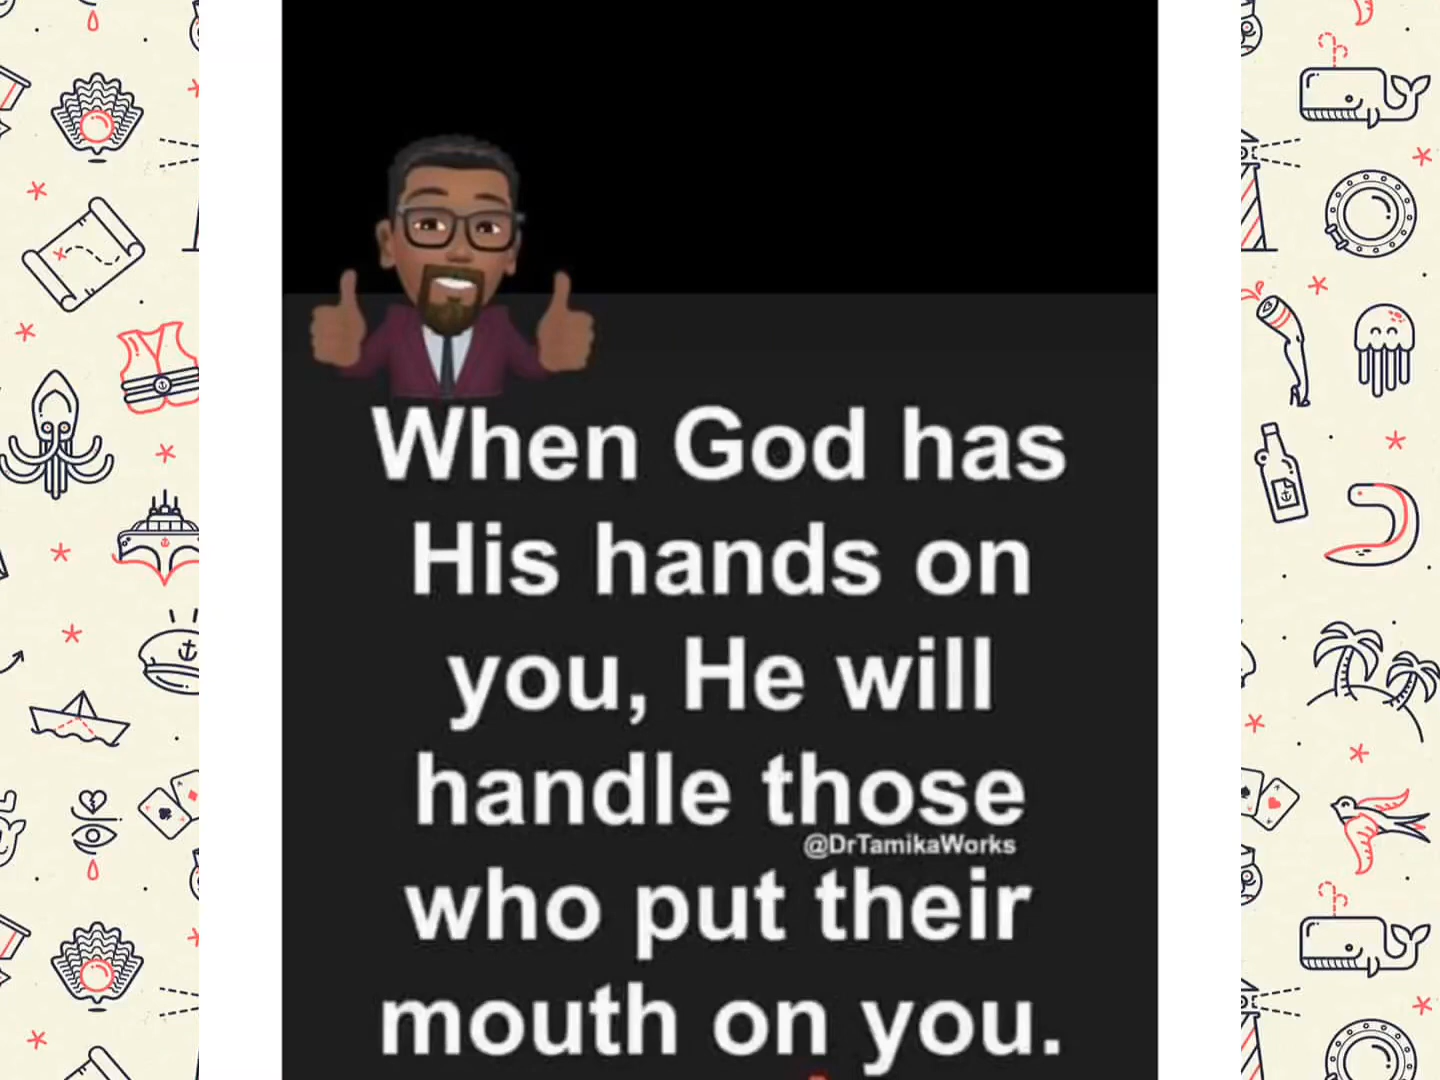 When God has
His hands on
you, He will
handle those
@DrTamikaWorks
who put their
mouth on you.